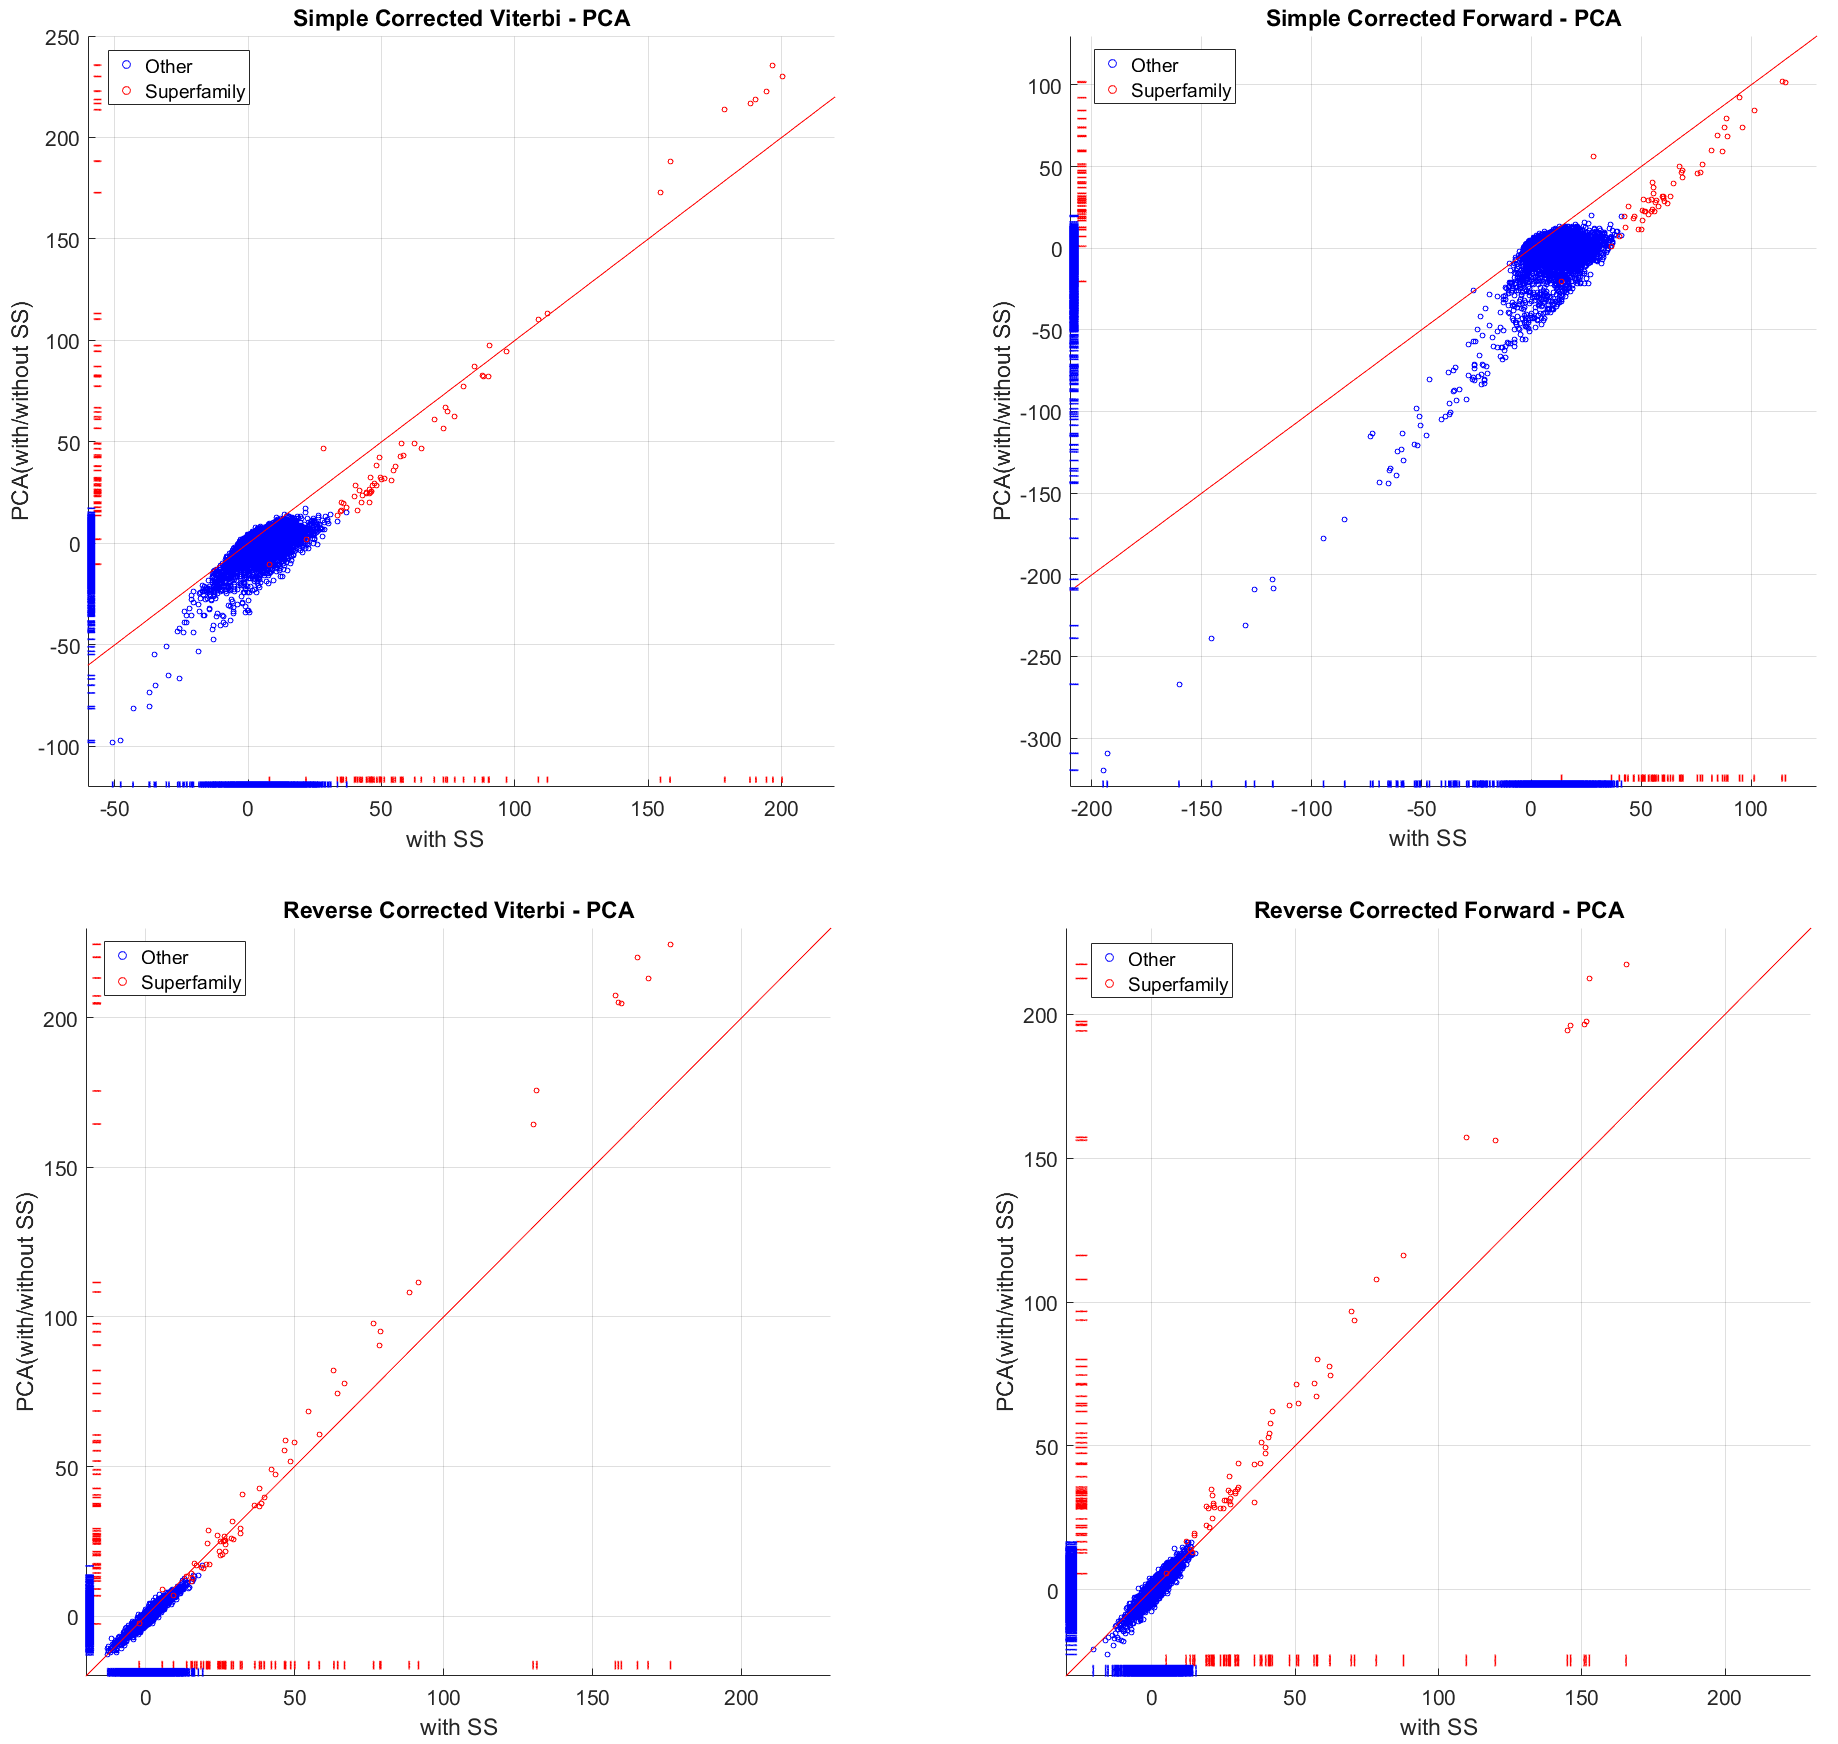 Simple Corrected Viterbi - PCA
250
200
150
100
50
0
-50
-100
Other
Superfamily
PCA(with/without SS)
-50 0 50 100 150 200
with SS
Simple Corrected Forward - PCA
100
50
0
-50
-100
-150
-200
-250
-300
Other
Superfamily
PCA(with/without SS)
-200 -150 -100 -50 0 50 100
with SS
Reverse Corrected Viterbi - PCA
200
150
100
50
0
Other
Superfamily
PCA(with/without SS)
0 50 100 150 200
with SS
Reverse Corrected Forward - PCA
200
150
100
50
0
Other
Superfamily
PCA(with/without SS)
0 50 100 150 200
with SS